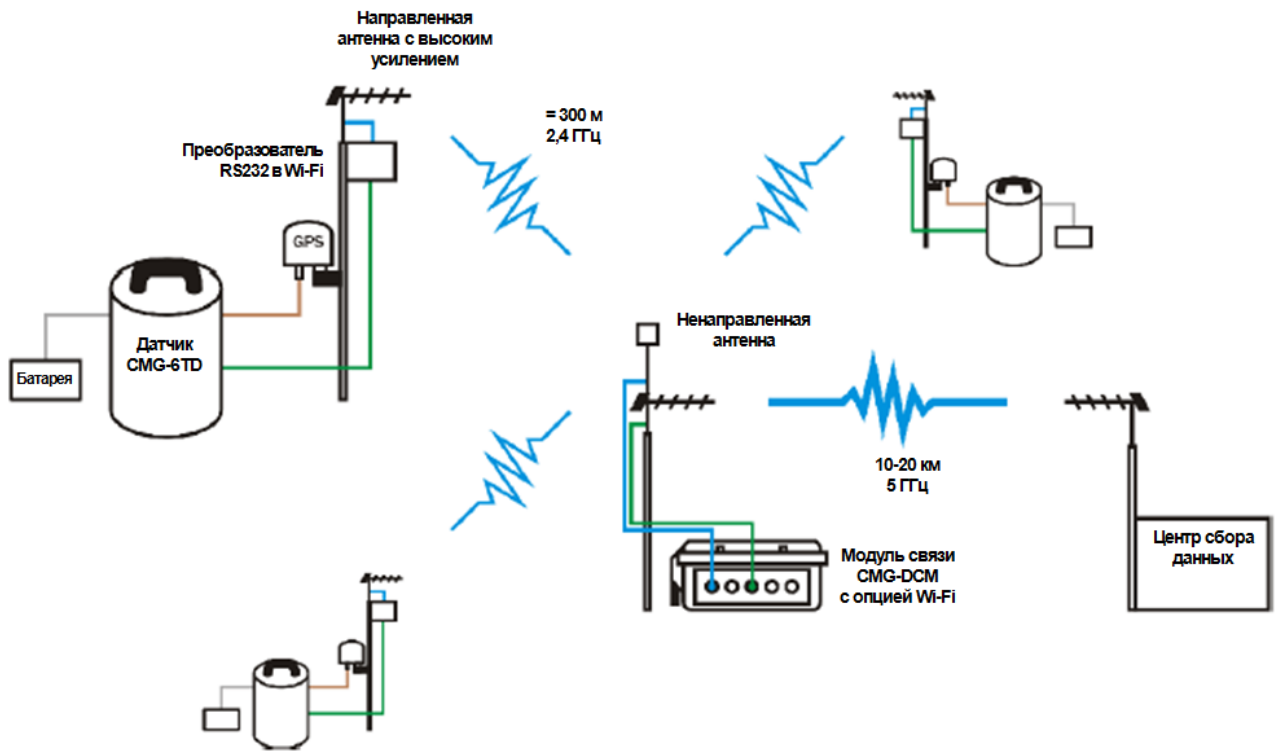 Направленная
антенна с высоким
усилением
= 300 м
2,4 ГГц
Преобразователь
RS232 в Wi-Fi
GPS
Датчик
CMG-6TD
Батарея
Ненаправленная
антенна
10-20 км
5 ГГц
Модуль связи
CMG-DCM
с опцией Wi-Fi
Центр сбора
данных